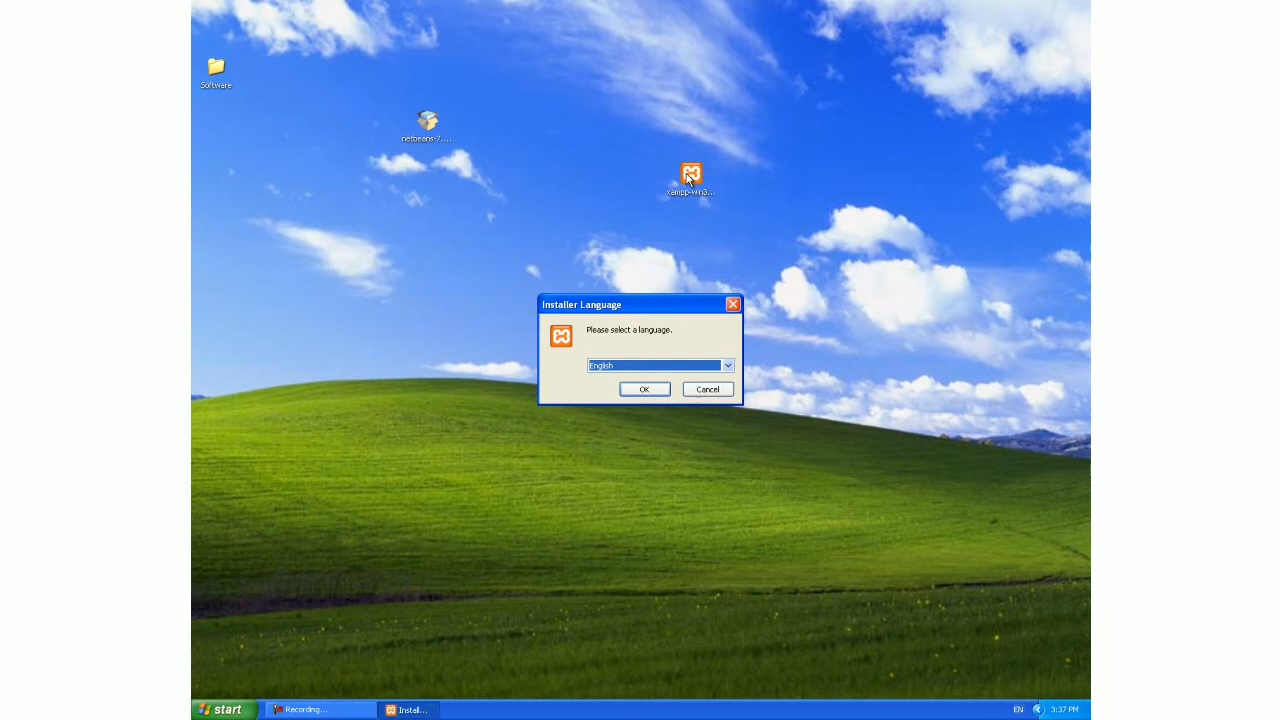 Software
netbeans-7....
xampp-win3...
Installer Language
Please select a language.
English
OK
Cancel
start
Recording...
Install...
EN
3:37 PM